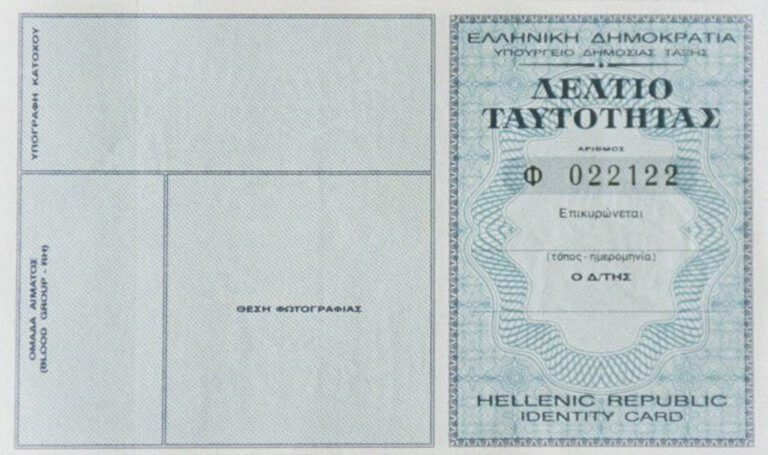 ΥΠΟΓΡΑΦΗ ΚΑΤΟΧΟΥ
ΟΜΑΔΑ ΑΙΜΑΤΟΣ
(BLOOD GROUP - RH)
ΘΕΣΗ ΦΩΤΟΓΡΑΦΙΑΣ
ΕΛΛΗΝΙΚΗ ΔΗΜΟΚΡΑΤΙΑ
ΥΠΟΥΡΓΕΙΟ ΔΗΜΟΣΙΑΣ ΤΑΞΗΣ
ΔΕΛΤΙΟ
ΤΑΥΤΟΤΗΤΑΣ
ΑΡΙΘΜΟΣ
Φ 022122
Επικυρώνεται
(τόπος - ημερομηνία)
Ο Δ/ΤΗΣ
HELLENIC REPUBLIC
IDENTITY CARD